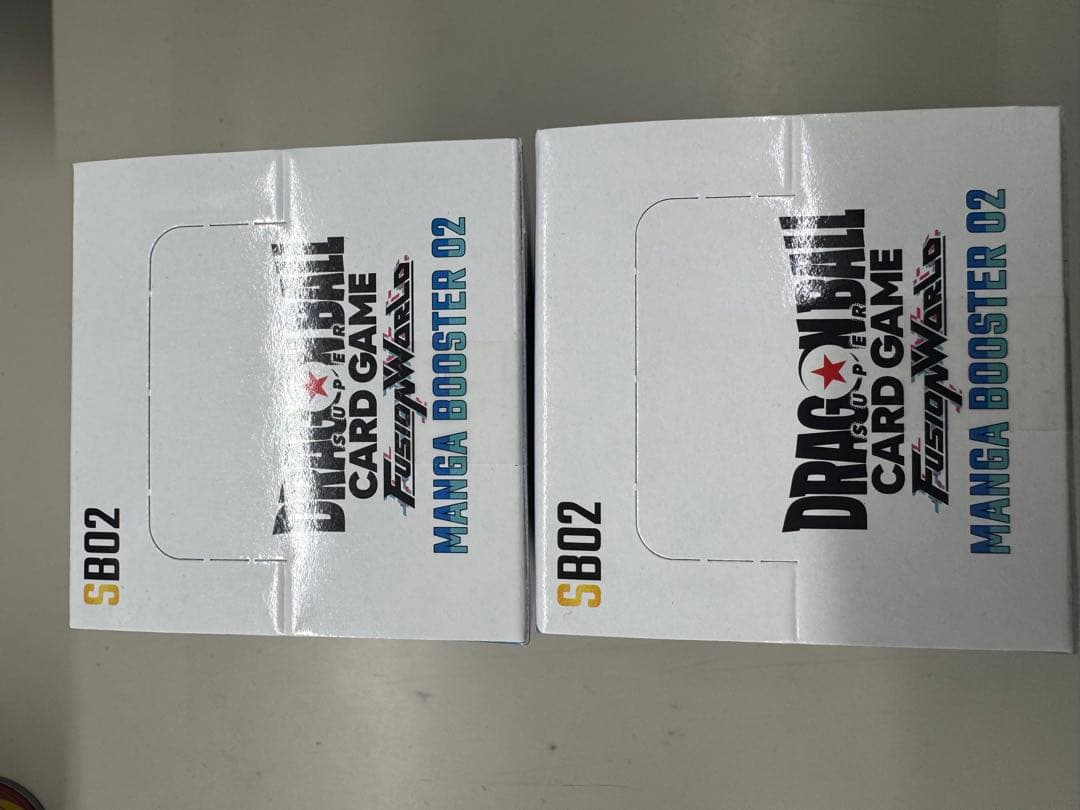 SB02
DRAGON BALL
SUPER
CARD GAME
FUSION WORLD
MANGA BOOSTER 02
SB02
DRAGON BALL
SUPER
CARD GAME
FUSION WORLD
MANGA BOOSTER 02